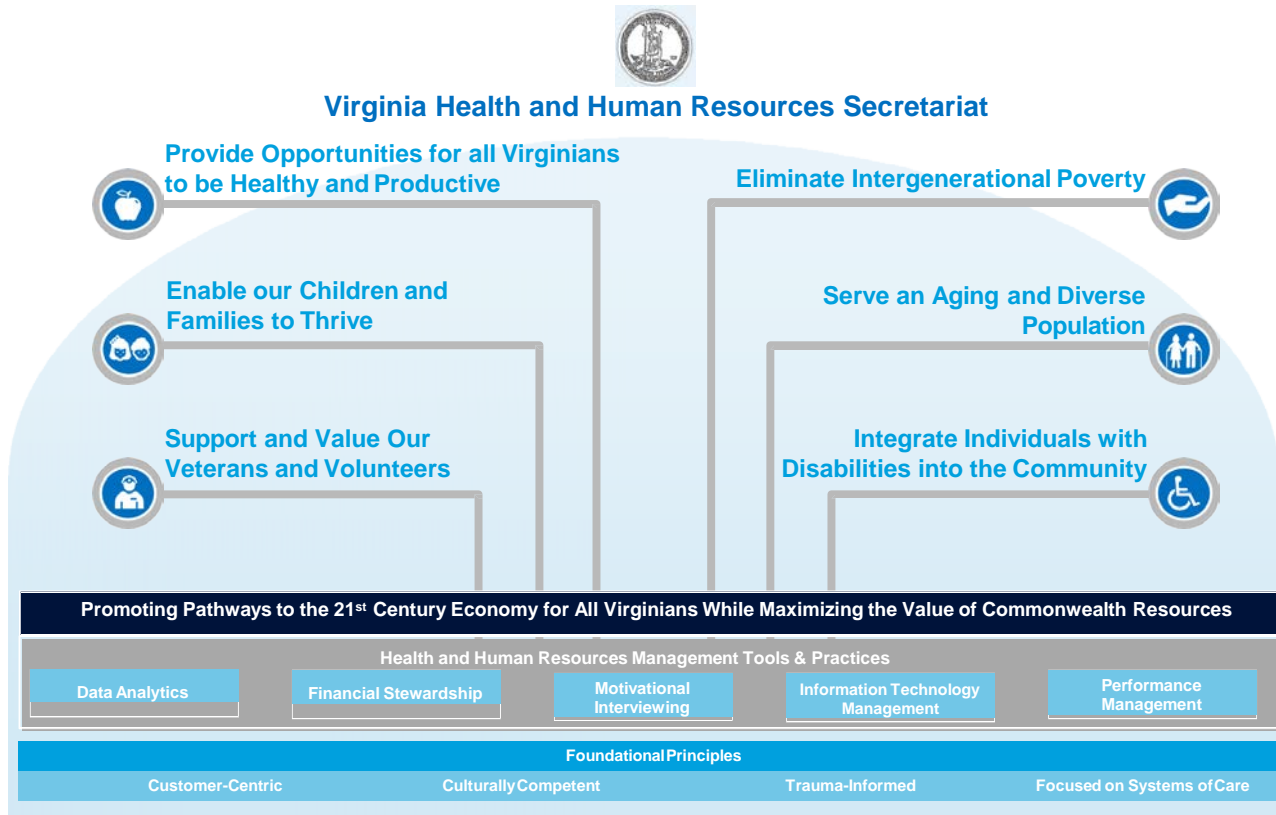 Virginia Health and Human Resources Secretariat
Provide Opportunities for all Virginians
to be Healthy and Productive
Eliminate Intergenerational Poverty
Enable our Children and
Families to Thrive
Serve an Aging and Diverse
Population
Support and Value Our
Veterans and Volunteers
Integrate Individuals with
Disabilities into the Community
Promoting Pathways to the 21st Century Economy for All Virginians While Maximizing the Value of Commonwealth Resources
Health and Human Resources Management Tools & Practices
Data Analytics
Financial Stewardship
Motivational
Interviewing
Information Technology
Management
Performance
Management
Foundational Principles
Customer-Centric
Culturally Competent
Trauma-Informed
Focused on Systems of Care